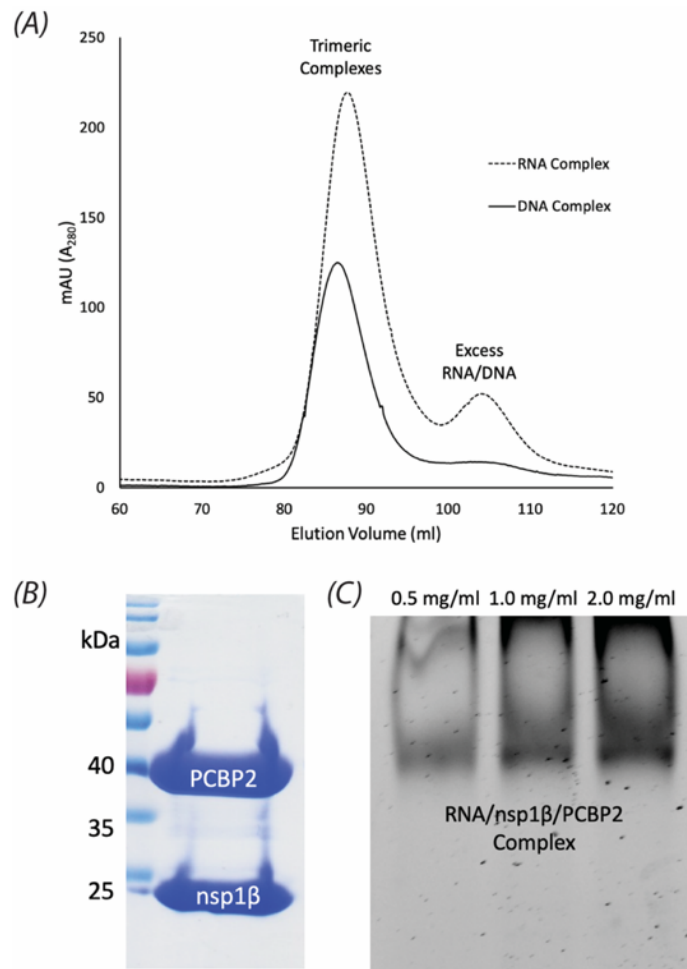 (A)
250
200
150
100
50
0
mAU (A₂₈₀)
Trimeric
Complexes
RNA Complex
DNA Complex
Excess
RNA/DNA
60 70 80 90 100 110 120
Elution Volume (ml)
(B)
kDa
40
35
25
PCBP2
nsp1β
(C)
0.5 mg/ml 1.0 mg/ml 2.0 mg/ml
RNA/nsp1β/PCBP2
Complex